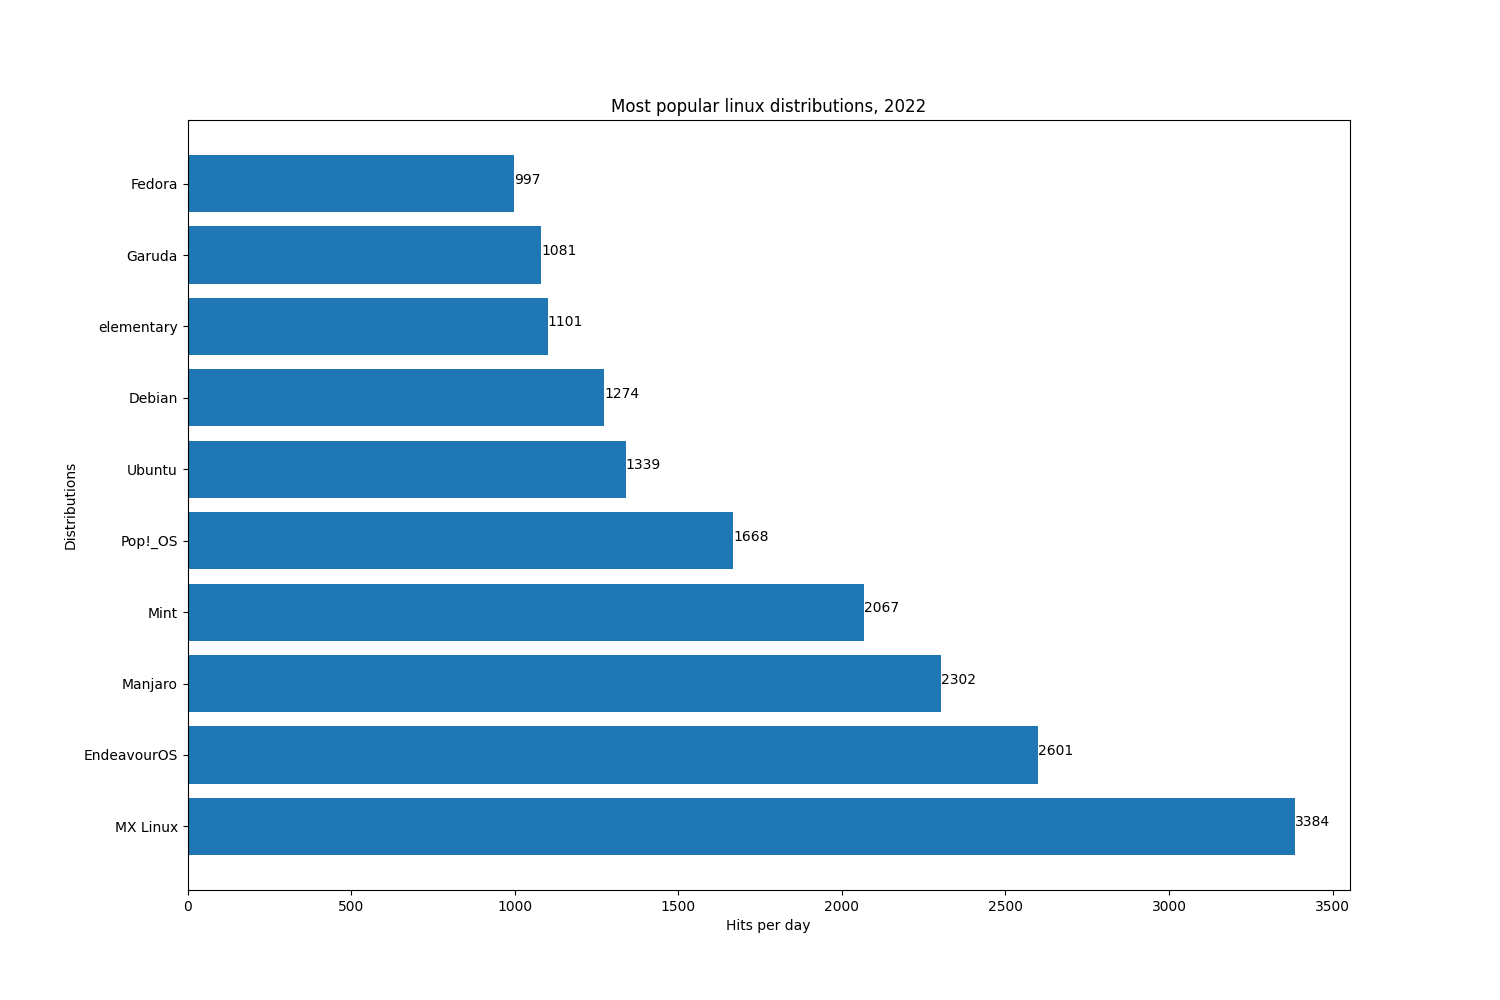 Most popular linux distributions, 2022
Fedora 997
Garuda 1081
elementary 1101
Debian 1274
Ubuntu 1339
Pop!_OS 1668
Mint 2067
Manjaro 2302
EndeavourOS 2601
MX Linux 3384
Distributions
0 500 1000 1500 2000 2500 3000 3500
Hits per day